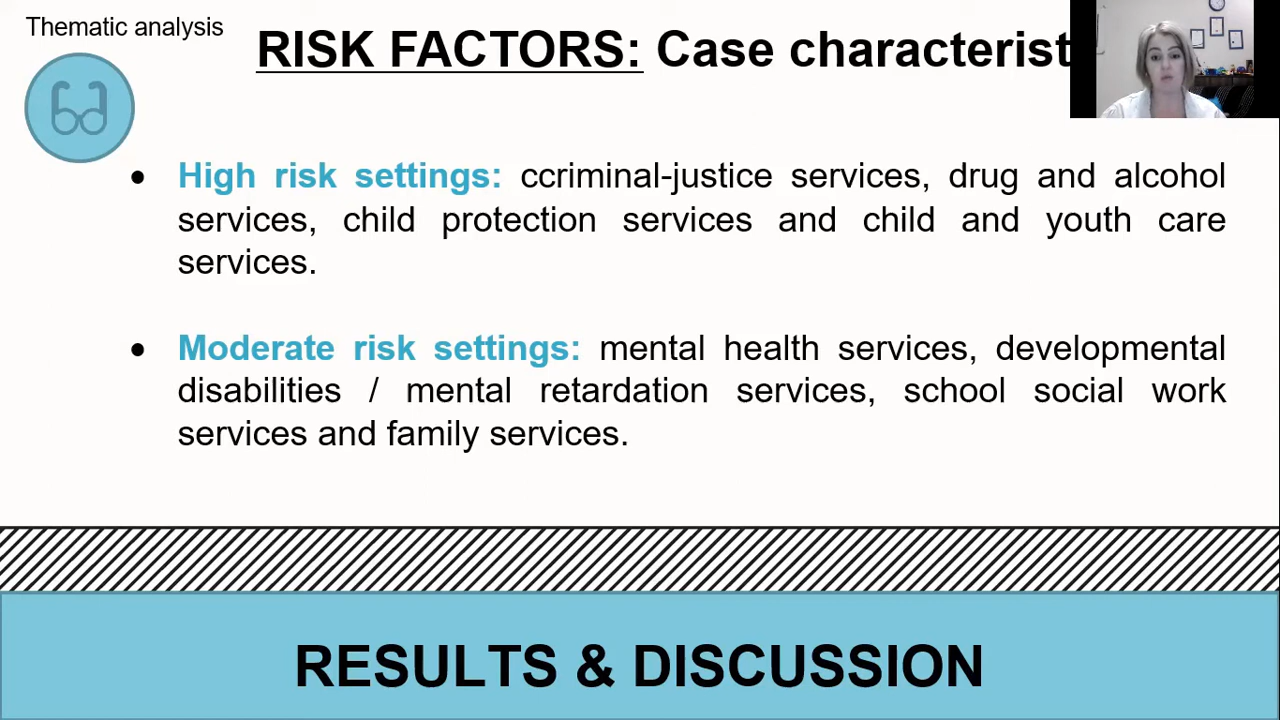 Thematic analysis
RISK FACTORS: Case characterist
• High risk settings: ccriminal-justice services, drug and alcohol
services, child protection services and child and youth care
services.
• Moderate risk settings: mental health services, developmental
disabilities / mental retardation services, school social work
services and family services.
RESULTS & DISCUSSION